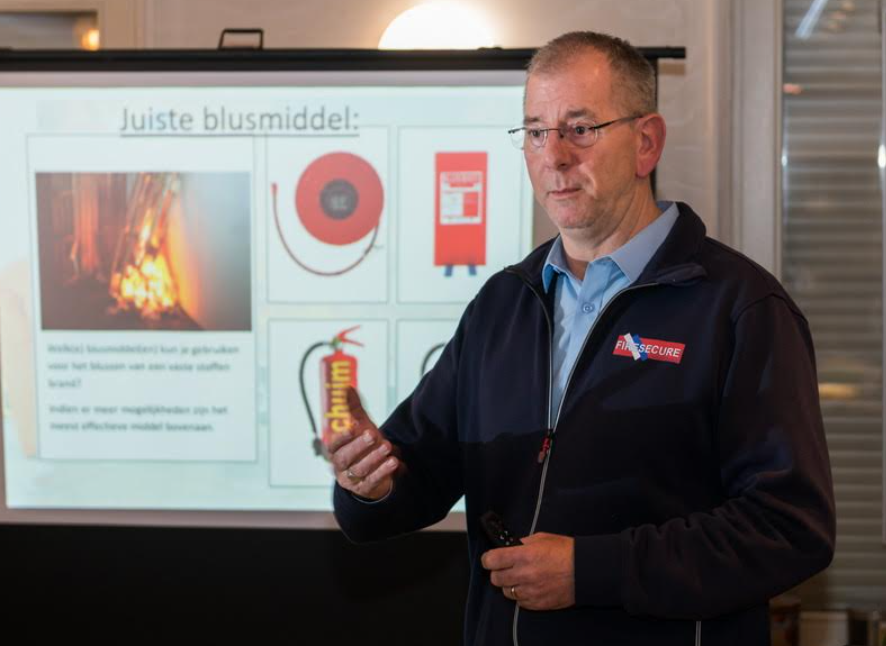 Juiste blusmiddel:
Welk(e) blusmiddel(en) kun je gebruiken
voor het blussen van een vaste stoffen
brand?
Indien er meer mogelijkheden zijn het
meest effectieve middel bovenaan.
schuim
FIRESECURE